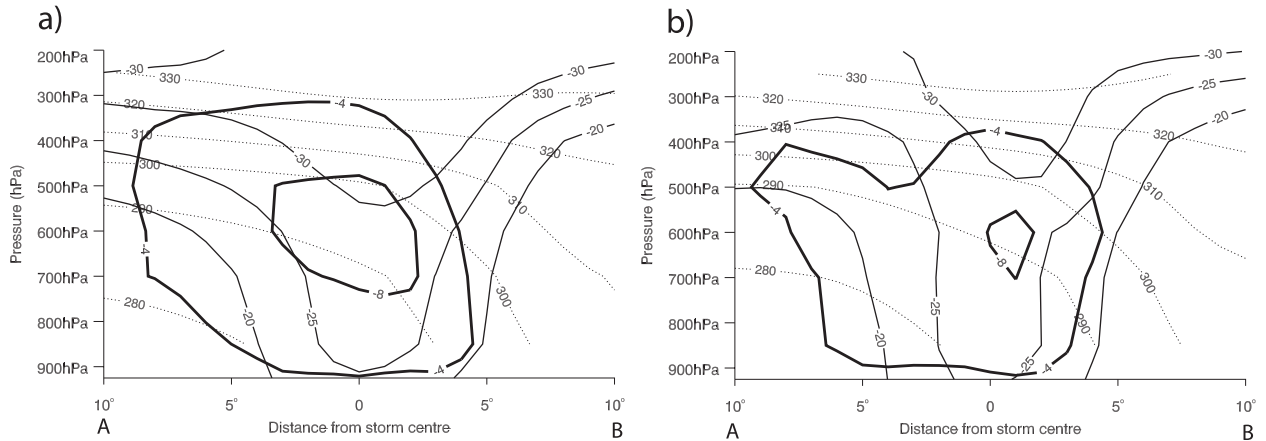 a)
200hPa
300hPa
400hPa
500hPa
600hPa
700hPa
800hPa
900hPa
Pressure (hPa)
-30
330
320
310
300
290
280
-4
-30
-8
-4
-20
-25
-4
-30
330
-25
-20
320
310
300
10°
5°
0
5°
10°
A
Distance from storm centre
B
b)
200hPa
300hPa
400hPa
500hPa
600hPa
700hPa
800hPa
900hPa
Pressure (hPa)
330
320
-25
300
290
280
-4
-30
-4
-8
-20
-25
-25
-4
290
300
310
320
-30
-25
-20
10°
5°
0
5°
10°
A
Distance from storm centre
B